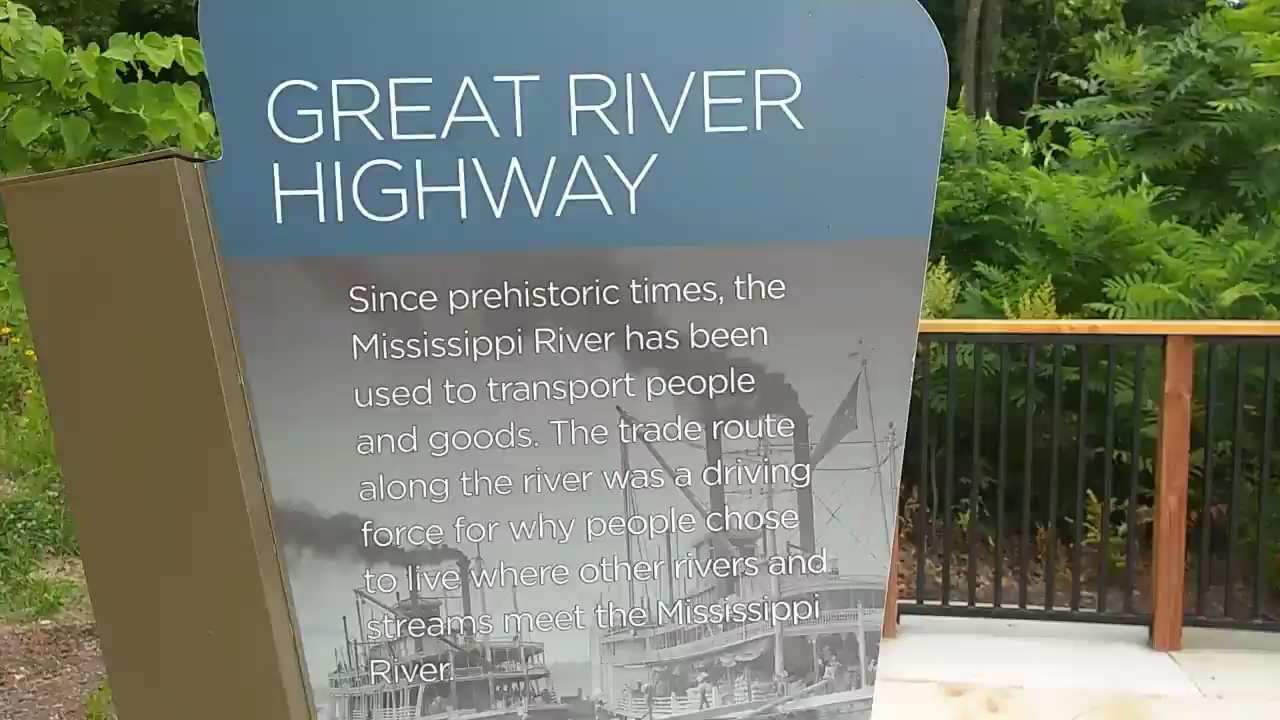 GREAT RIVER
HIGHWAY
Since prehistoric times, the
Mississippi River has been
used to transport people
and goods. The trade route
along the river was a driving
force for why people chose
to live where other rivers and
streams meet the Mississippi
River.